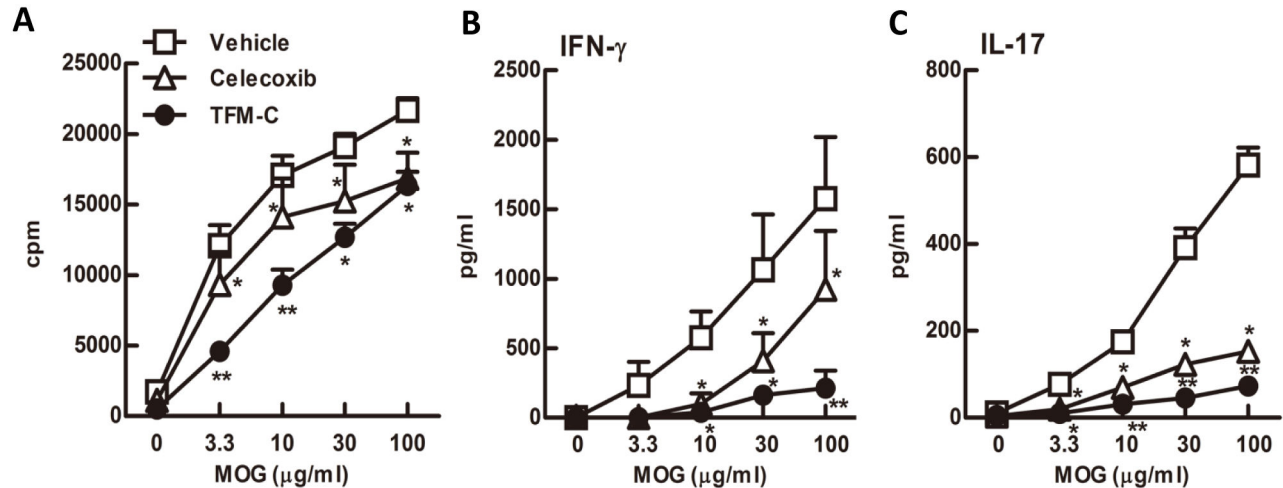 A
Vehicle
Celecoxib
TFM-C
25000
20000
15000
10000
5000
0
cpm
* * * * * ** ** *
0 3.3 10 30 100
MOG (μg/ml)
B
IFN-γ
2500
2000
1500
1000
500
0
pg/ml
* * * * * **
0 3.3 10 30 100
MOG (μg/ml)
C
IL-17
800
600
400
200
0
pg/ml
* * * * * ** ** **
0 3.3 10 30 100
MOG (μg/ml)